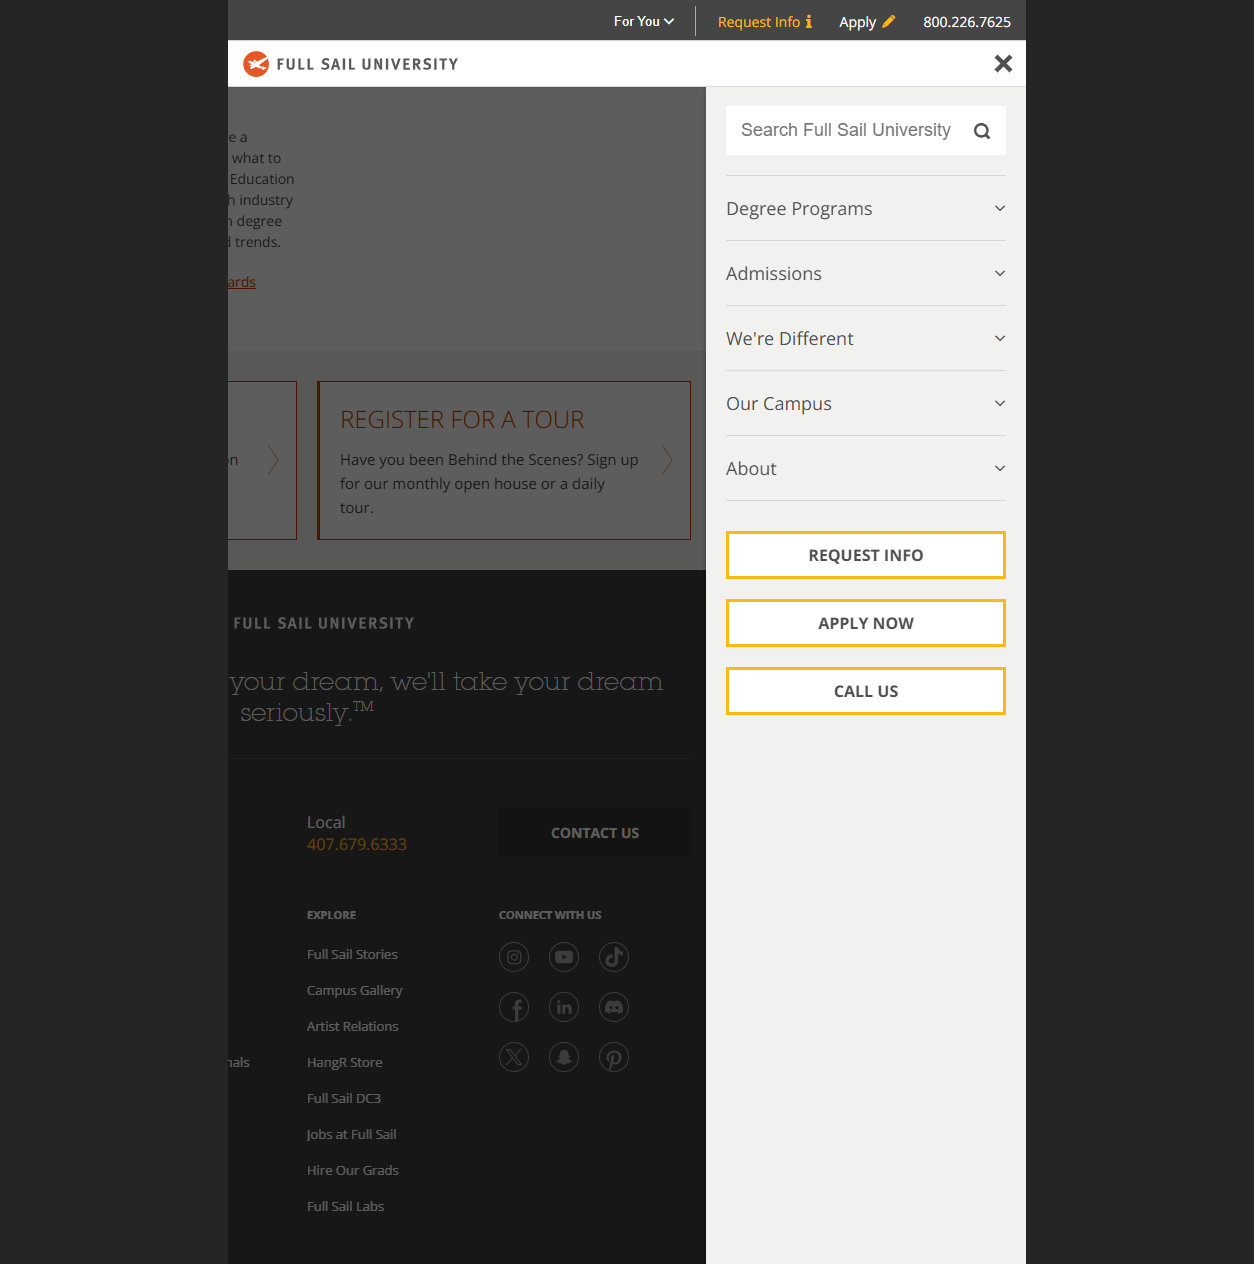 For You
Request Info
Apply
800.226.7625
FULL SAIL UNIVERSITY
Search Full Sail University
Degree Programs
Admissions
We're Different
Our Campus
About
REQUEST INFO
APPLY NOW
CALL US
e a
what to
Education
industry
degree
trends.
ards
on
REGISTER FOR A TOUR
Have you been Behind the Scenes? Sign up
for our monthly open house or a daily
tour.
FULL SAIL UNIVERSITY
your dream, we'll take your dream
seriously.™
Local
407.679.6333
CONTACT US
EXPLORE
Full Sail Stories
Campus Gallery
Artist Relations
HangR Store
Full Sail DC3
Jobs at Full Sail
Hire Our Grads
Full Sail Labs
nals
CONNECT WITH US